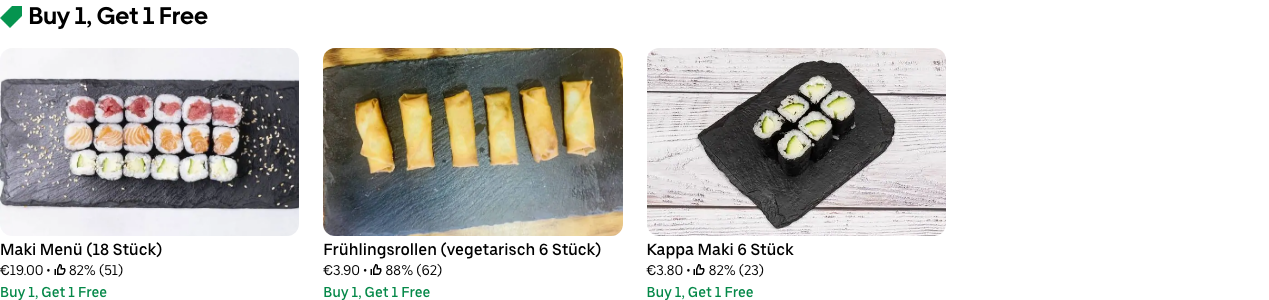 Buy 1, Get 1 Free
Maki Menü (18 Stück)
€19.00 • 82% (51)
Buy 1, Get 1 Free
Frühlingsrollen (vegetarisch 6 Stück)
€3.90 • 88% (62)
Buy 1, Get 1 Free
Kappa Maki 6 Stück
€3.80 • 82% (23)
Buy 1, Get 1 Free